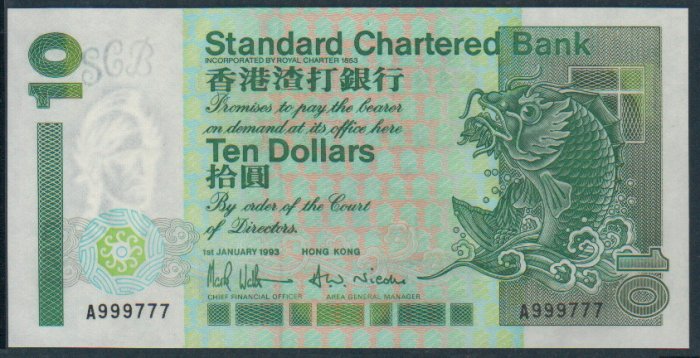 10
SCB
Standard Chartered Bank
INCORPORATED BY ROYAL CHARTER 1853
香港渣打銀行
Promises to pay the bearer
on demand at its office here
Ten Dollars
拾圓
By order of the Court
of Directors.
1st JANUARY 1993 HONG KONG
CHIEF FINANCIAL OFFICER AREA GENERAL MANAGER
A999777 A999777
10